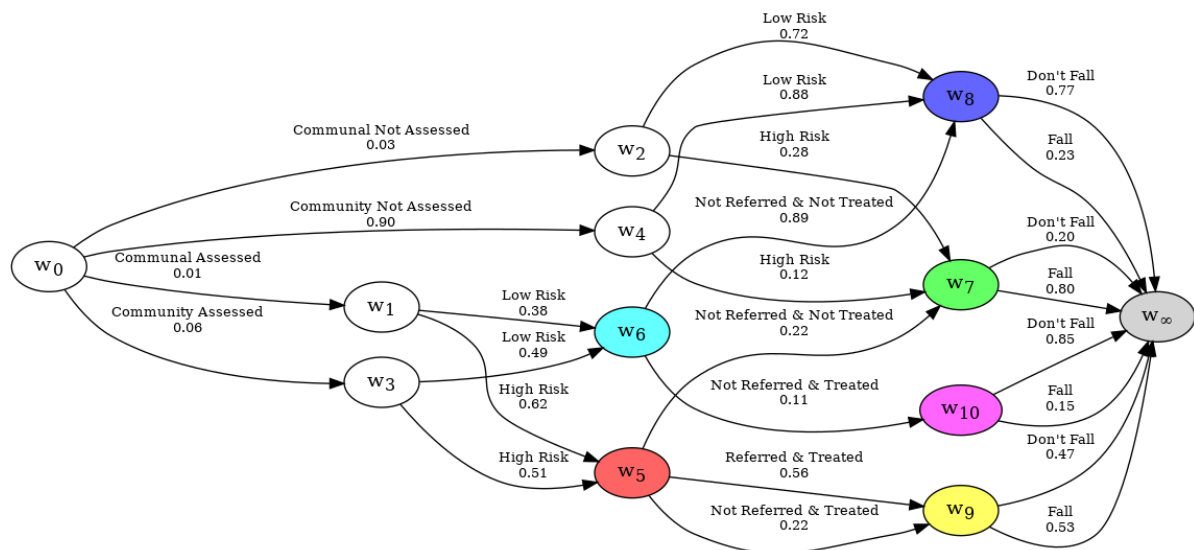 Low Risk
0.72
Don't Fall
0.77
Low Risk
0.88
w8
Communal Not Assessed
0.03
High Risk
0.28
Fall
0.23
w2
Community Not Assessed
0.90
Not Referred & Not Treated
0.89
w4
Don't Fall
0.20
w0
Communal Assessed
0.01
High Risk
0.12
w7
Fall
0.80
w1
Low Risk
0.38
Not Referred & Not Treated
0.22
w∞
Community Assessed
0.06
w6
Don't Fall
0.85
Low Risk
0.49
w3
High Risk
0.62
Not Referred & Treated
0.11
w10
Fall
0.15
High Risk
0.51
w5
Referred & Treated
0.56
Don't Fall
0.47
Not Referred & Treated
0.22
w9
Fall
0.53